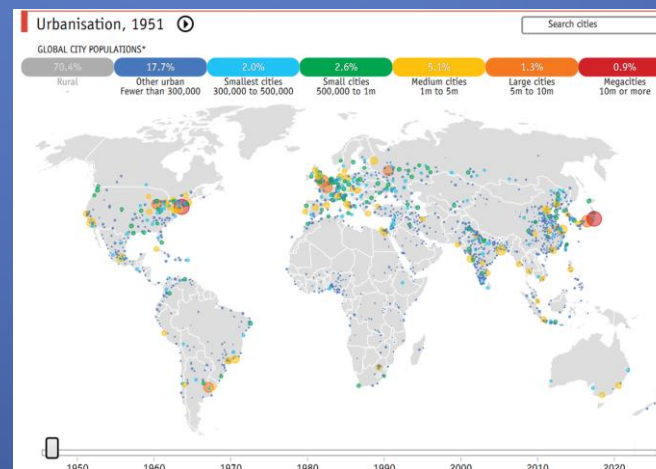 Urbanisation, 1951
Search cities
GLOBAL CITY POPULATIONS*
70.4% 17.7% 2.0% 2.6% 5.1% 1.3% 0.9%
Rural Other urban Smallest cities Small cities Medium cities Large cities Megacities
- Fewer than 300,000 300,000 to 500,000 500,000 to 1m 1m to 5m 5m to 10m 10m or more
1950 1960 1970 1980 1990 2000 2010 2020